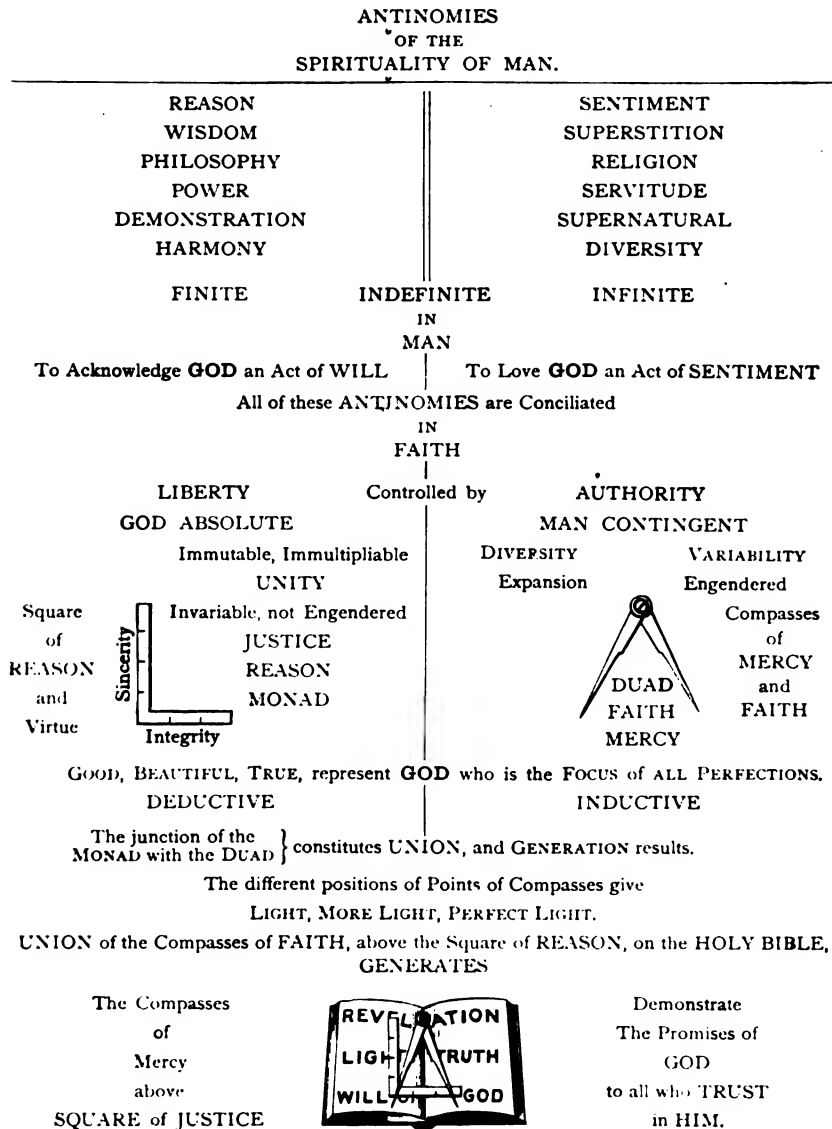 ANTINOMIES
OF THE
SPIRITUALITY OF MAN.
REASON SENTIMENT
WISDOM SUPERSTITION
PHILOSOPHY RELIGION
POWER SERVITUDE
DEMONSTRATION SUPERNATURAL
HARMONY DIVERSITY
FINITE INDEFINITE INFINITE
IN
MAN
To Acknowledge GOD an Act of WILL To Love GOD an Act of SENTIMENT
All of these ANTINOMIES are Conciliated
IN
FAITH
LIBERTY Controlled by AUTHORITY
GOD ABSOLUTE MAN CONTINGENT
Immutable, Immultipliable DIVERSITY VARIABILITY
UNITY Expansion Engendered
Square Invariable, not Engendered Compasses
of JUSTICE of
REASON REASON MERCY
and MONAD and
Virtue FAITH
Sincerity
Integrity
DUAD
FAITH
MERCY
GOOD, BEAUTIFUL, TRUE, represent GOD who is the FOCUS of ALL PERFECTIONS.
DEDUCTIVE INDUCTIVE
The junction of the
MONAD with the DUAD } constitutes UNION, and GENERATION results.
The different positions of Points of Compasses give
LIGHT, MORE LIGHT, PERFECT LIGHT.
UNION of the Compasses of FAITH, above the Square of REASON, on the HOLY BIBLE,
GENERATES
The Compasses
of
Mercy
above
SQUARE of JUSTICE
REVELATION
LIGHT TRUTH
WILL OF GOD
Demonstrate
The Promises of
GOD
to all who TRUST
in HIM.